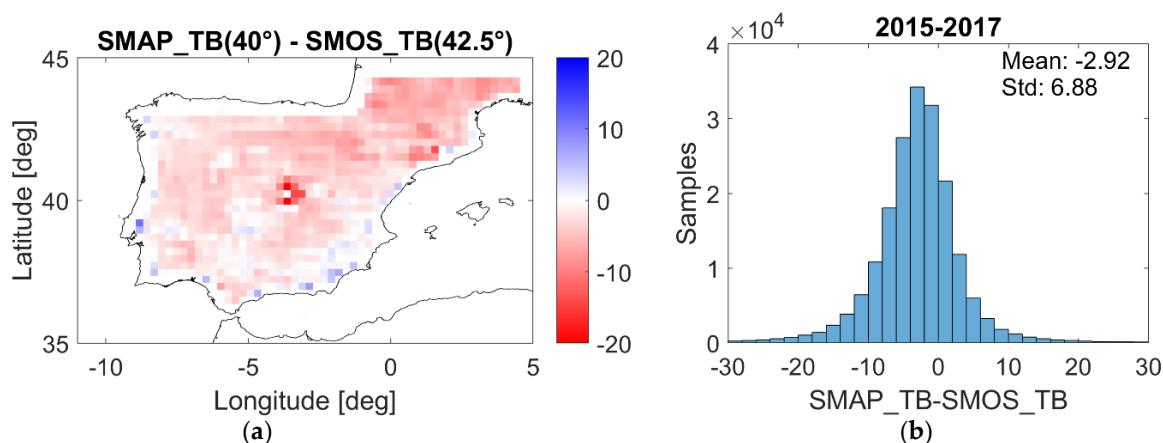 SMAP_TB(40°) - SMOS_TB(42.5°)
45
40
35
Latitude [deg]
-10
-5
0
5
Longitude [deg]
20
10
0
-10
-20
(a)
2015-2017
×10⁴
Mean: -2.92
Std: 6.88
4
3
2
1
0
Samples
-30
-20
-10
0
10
20
30
SMAP_TB-SMOS_TB
(b)